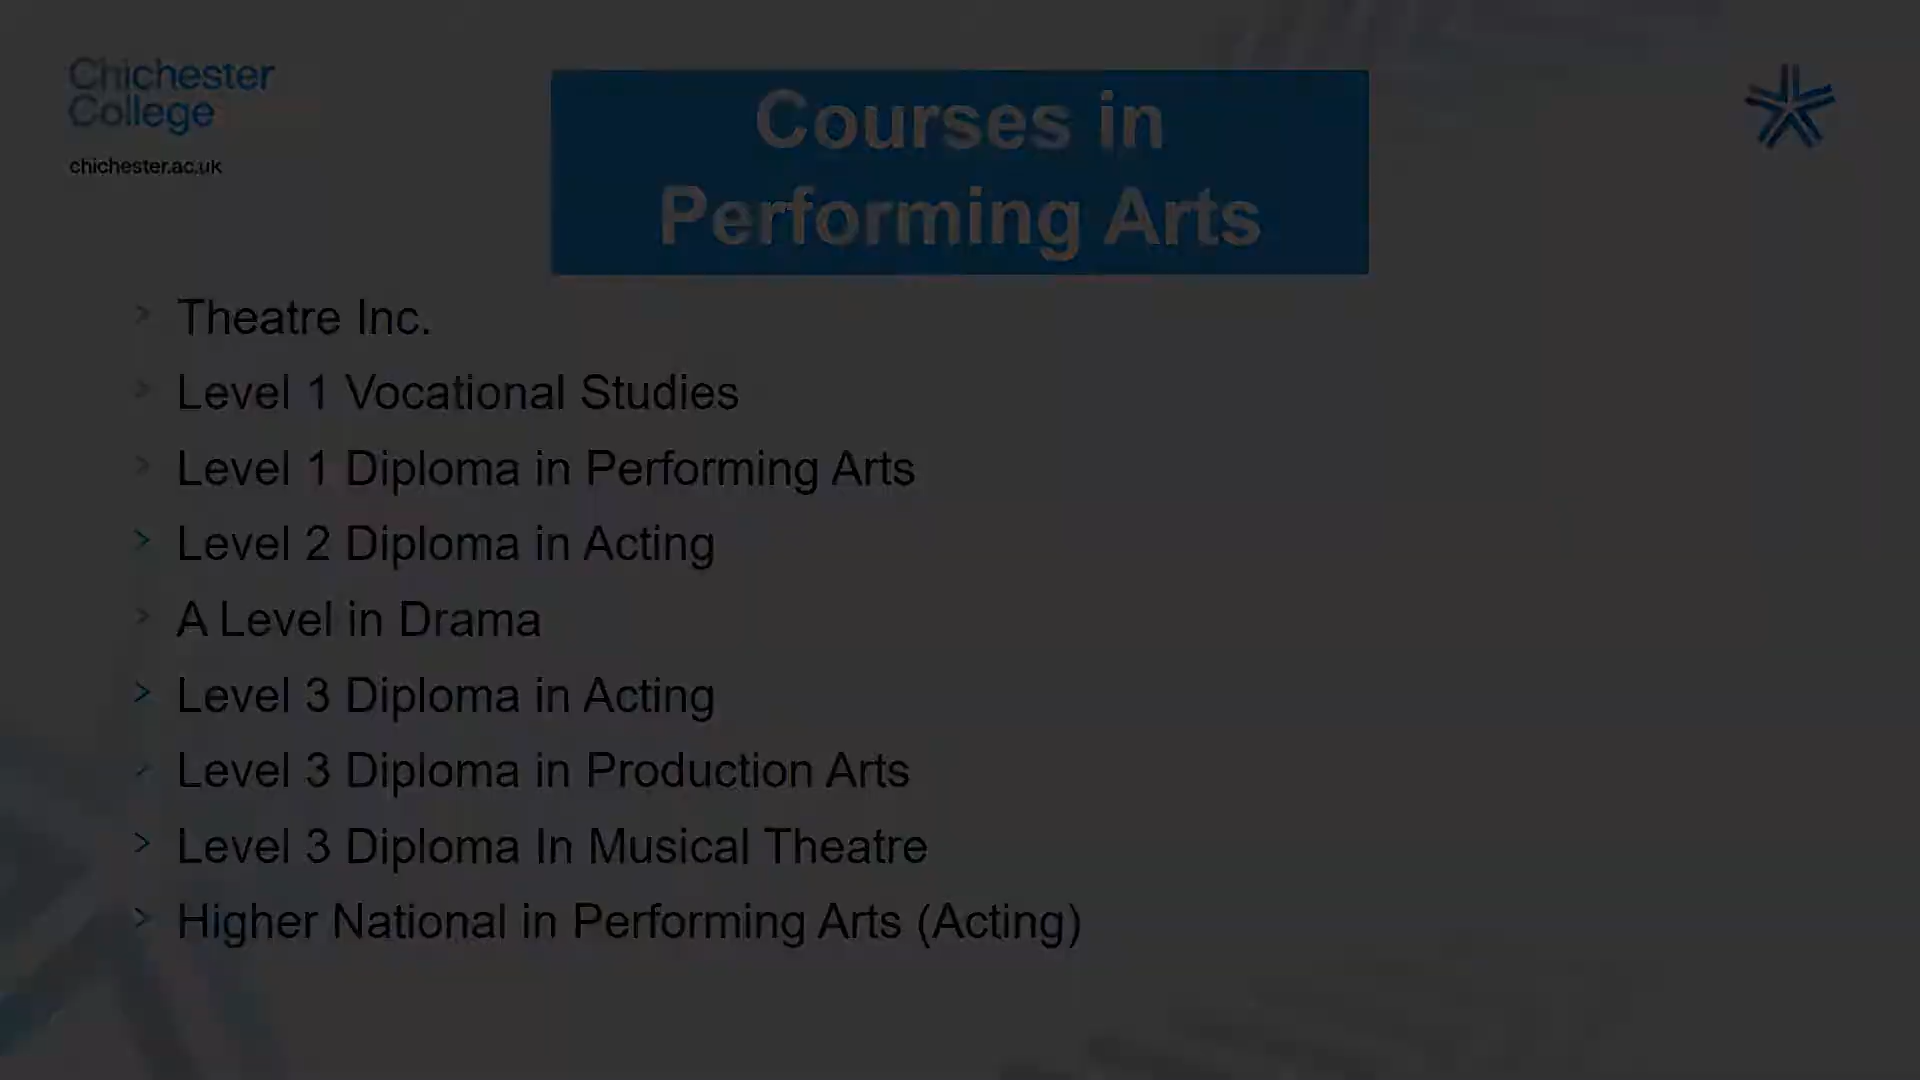 Chichester
College
chichester.ac.uk
Courses in
Performing Arts
Theatre Inc.
Level 1 Vocational Studies
Level 1 Diploma in Performing Arts
Level 2 Diploma in Acting
A Level in Drama
Level 3 Diploma in Acting
Level 3 Diploma in Production Arts
Level 3 Diploma In Musical Theatre
Higher National in Performing Arts (Acting)